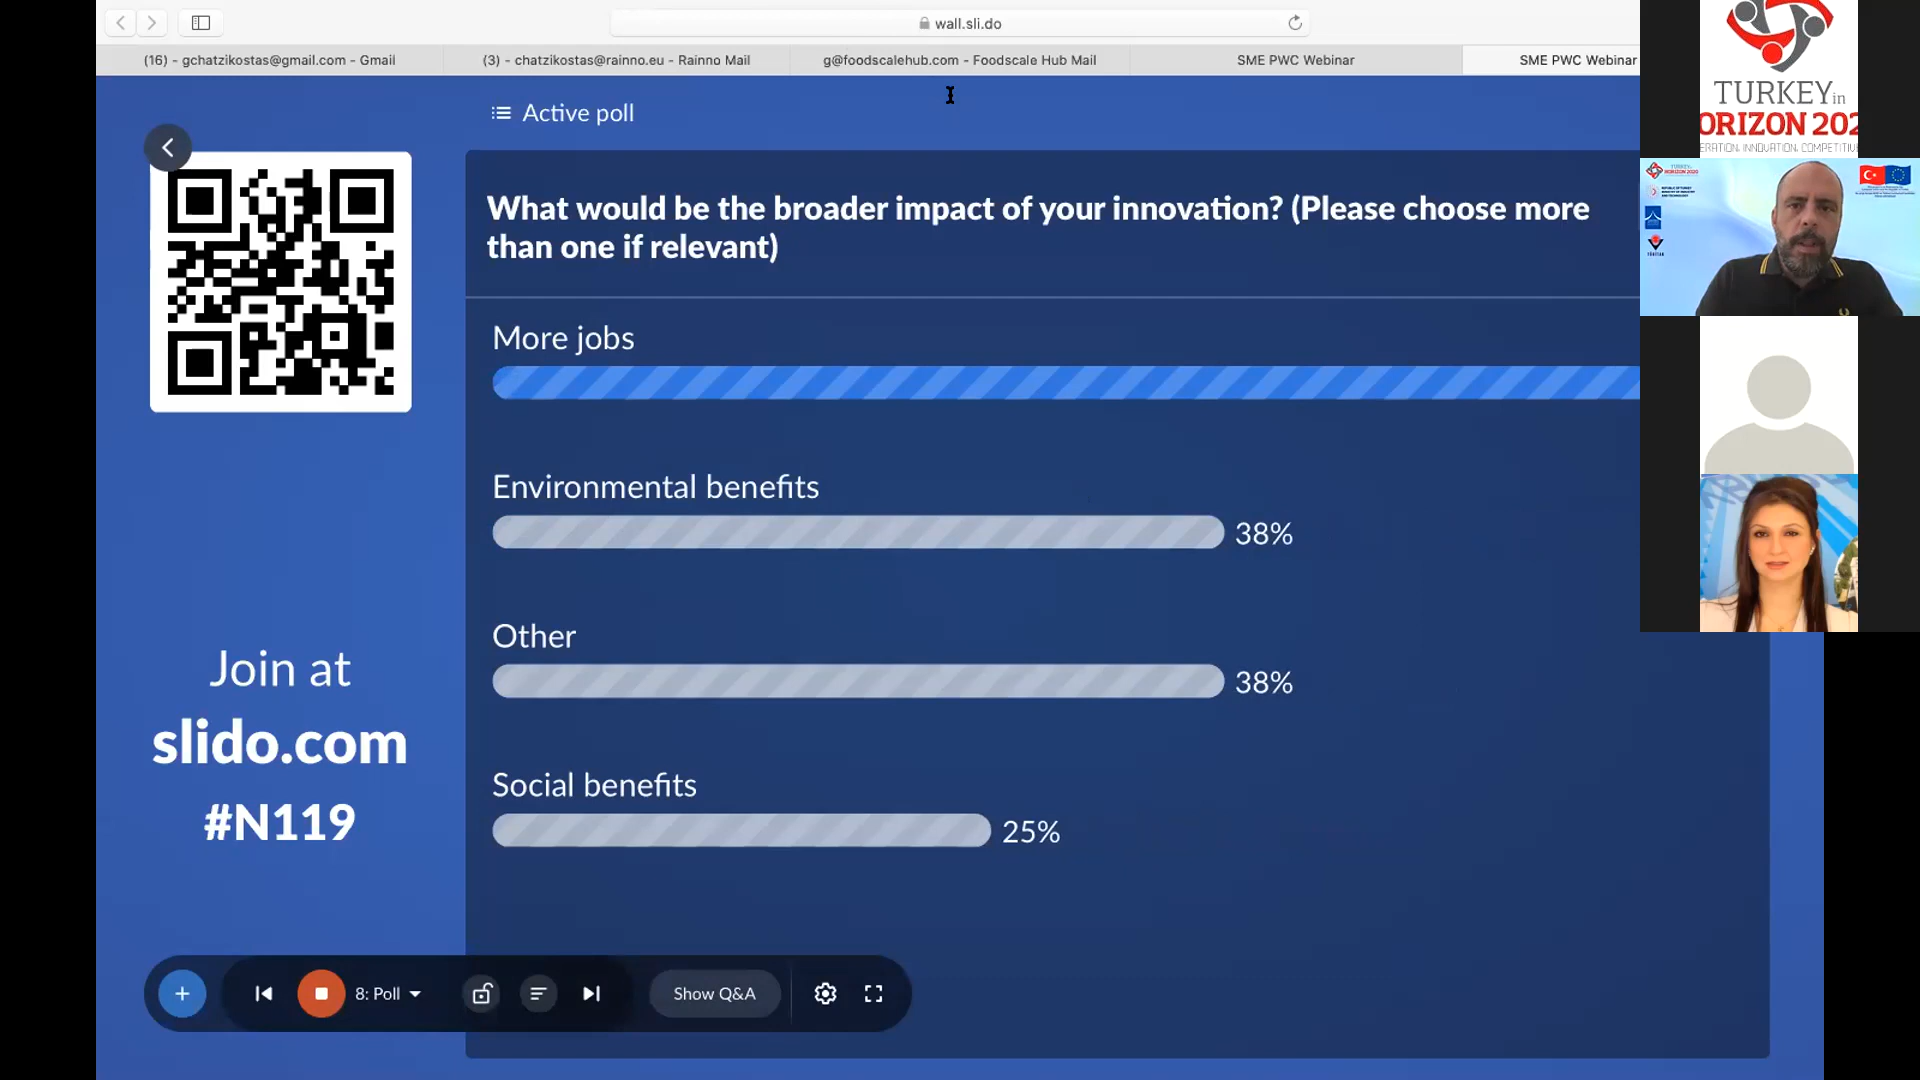 wall.sli.do
(16) - gchatzikostas@gmail.com - Gmail
(3) - chatzikostas@rainno.eu - Rainno Mail
g@foodscalehub.com - Foodscale Hub Mail
SME PWC Webinar
SME PWC Webinar
TURKEYin
ORIZON 202
ERATION, INNOVATION, COMPETITIV
Active poll
What would be the broader impact of your innovation? (Please choose more
than one if relevant)
More jobs
Environmental benefits
38%
Other
38%
Social benefits
25%
Join at
slido.com
#N119
8: Poll
Show Q&A